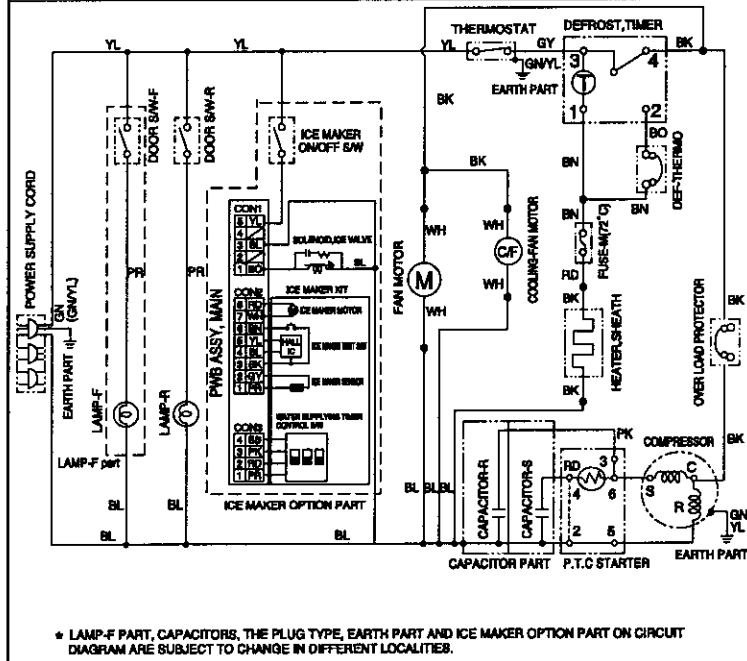 THERMOSTAT
DEFROST,TIMER
YL
YL
YL
GY
GN/YL
EARTH PART
3
4
1
2
BK
BK
BO
DEF-THERMO
BN
BN
BN
FUSE-M(72°C)
RD
BK
HEATER,SHEATH
BK
DOOR S/W-F
DOOR S/W-R
ICE MAKER
ON/OFF S/W
POWER SUPPLY CORD
GN
(GN/YL)
EARTH PART
PR
PR
LAMP-F
LAMP-R
LAMP-F part
BL
BL
BL
BL
PWB ASSY, MAIN
CON1
5 YL
4
3 BL
2
1 BO
SOLENOID,ICE VALVE
BL
CON2
8 RD
7 WH
6 BN
5 YL
4 BL
3 BK
2 GY
1 PR
ICE MAKER KIT
ICE MAKER MOTOR
HALL
IC
ICE MAKER SENSOR
CON3
4
3 PK
2 RD
1 PR
WATER SUPPLYING TIMER
CONTROL S/W
ICE MAKER OPTION PART
BK
WH
M
FAN MOTOR
WH
WH
C/F
WH
COOLING-FAN MOTOR
BL BL BL
CAPACITOR-R
CAPACITOR-S
CAPACITOR PART
RD
4
3
6
2
5
PK
P.T.C STARTER
COMPRESSOR
S
C
R
BK
OVER LOAD PROTECTOR
BK
GN
YL
EARTH PART
* LAMP-F PART, CAPACITORS, THE PLUG TYPE, EARTH PART AND ICE MAKER OPTION PART ON CIRCUIT
DIAGRAM ARE SUBJECT TO CHANGE IN DIFFERENT LOCALITIES.